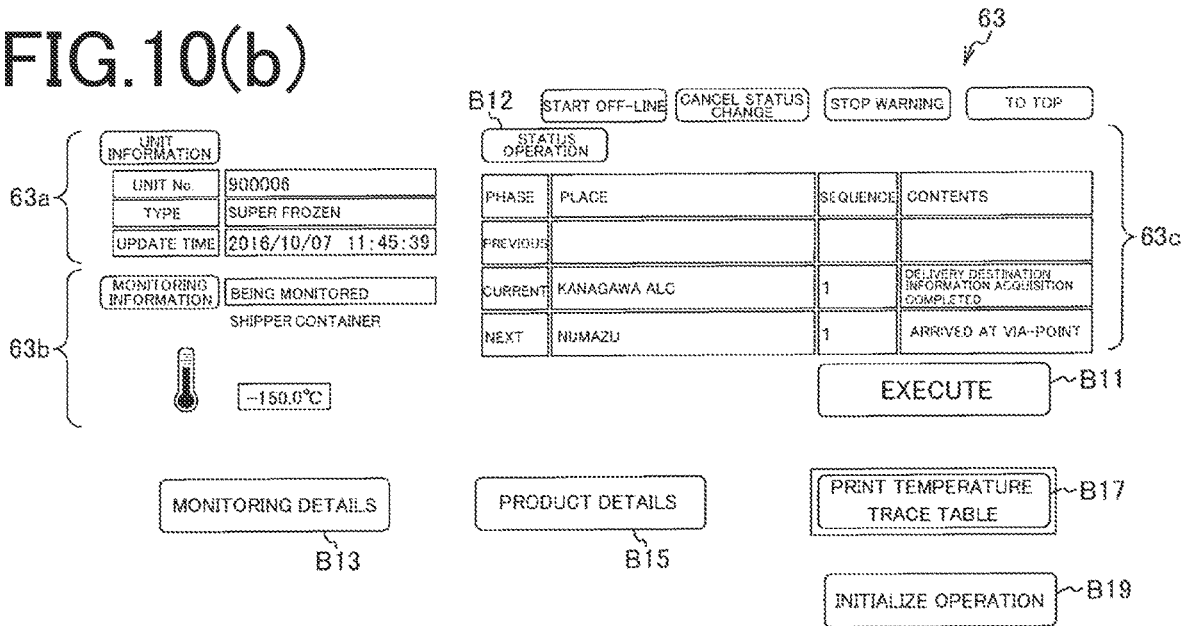 FIG.10(b)
63
B12
START OFF-LINE
CANCEL STATUS
CHANGE
STOP WARNING
TO TOP
UNIT
INFORMATION
STATUS
OPERATION
63a
UNIT No. 900006
TYPE SUPER FROZEN
UPDATE TIME 2016/10/07 11:45:39
PHASE PLACE SEQUENCE CONTENTS
PREVIOUS
63c
CURRENT KANAGAWA ALC 1 DELIVERY DESTINATION
INFORMATION ACQUISITION
COMPLETED
NEXT NUMAZU 1 ARRIVED AT VIA-POINT
63b
MONITORING
INFORMATION
BEING MONITORED
SHIPPER CONTAINER
-150.0°C
EXECUTE
B11
MONITORING DETAILS
B13
PRODUCT DETAILS
B15
PRINT TEMPERATURE
TRACE TABLE
B17
INITIALIZE OPERATION
B19